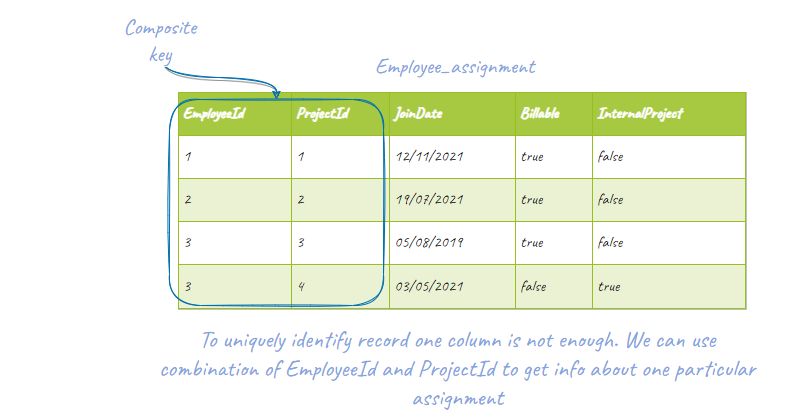 Composite
key
Employee_assignment
EmployeeId ProjectId JoinDate Billable InternalProject
1 1 12/11/2021 true false
2 2 19/07/2021 true false
3 3 05/08/2019 true false
3 4 03/05/2021 false true
To uniquely identify record one column is not enough. We can use
combination of EmployeeId and ProjectId to get info about one particular
assignment